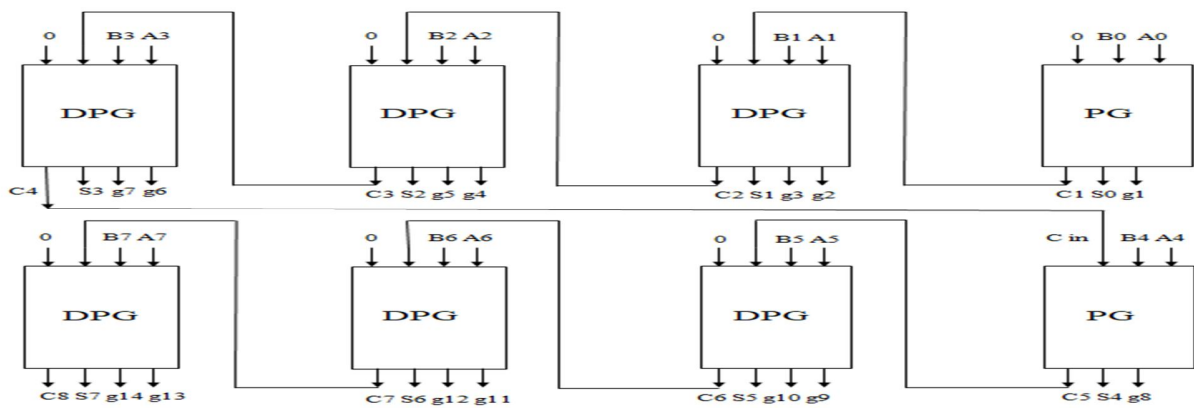 0 B3 A3 0 B2 A2 0 B1 A1 0 B0 A0
DPG DPG DPG PG
C4 S3 g7 g6 C3 S2 g5 g4 C2 S1 g3 g2 C1 S0 g1
0 B7 A7 0 B6 A6 0 B5 A5 C in B4 A4
DPG DPG DPG PG
C8 S7 g14 g13 C7 S6 g12 g11 C6 S5 g10 g9 C5 S4 g8